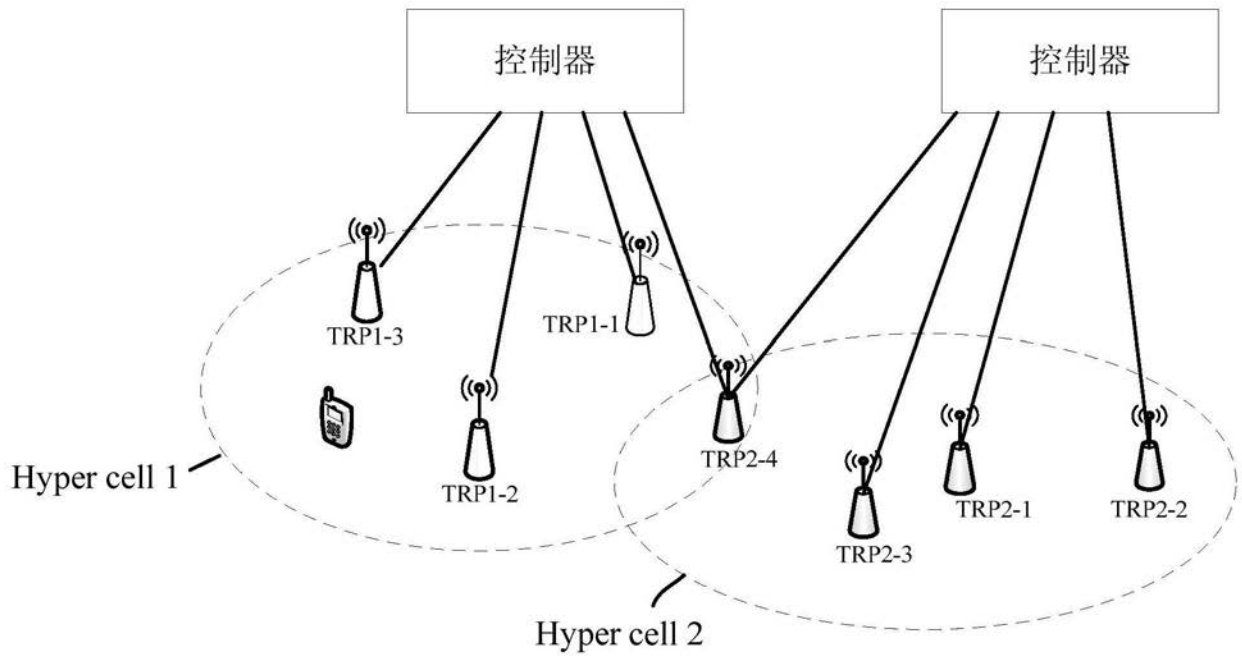 控制器
控制器
TRP1-3
TRP1-1
TRP2-4
Hyper cell 1
TRP1-2
TRP2-1
TRP2-2
TRP2-3
Hyper cell 2